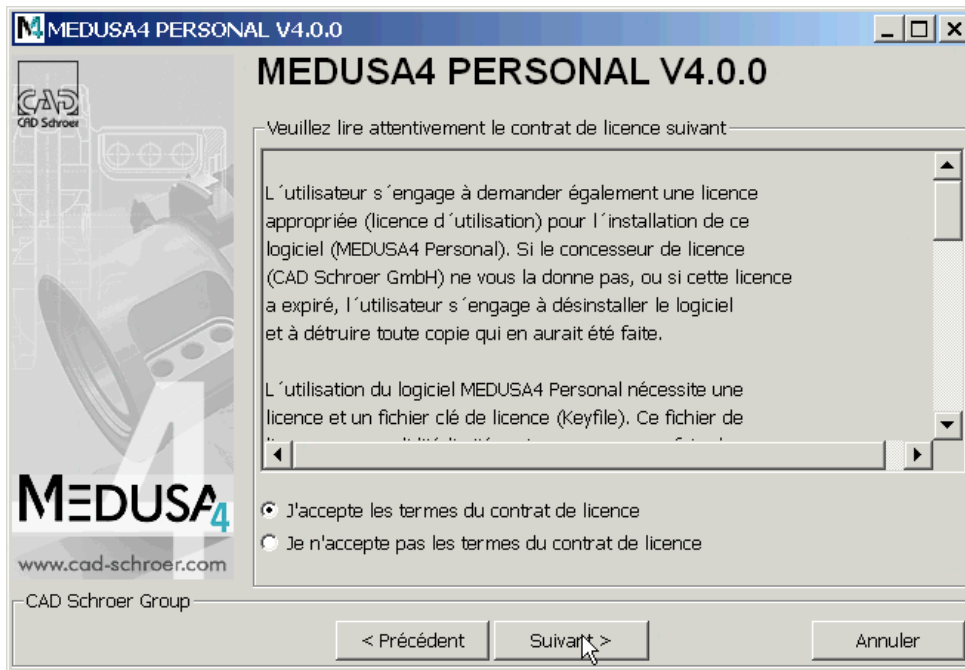 MEDUSA4 PERSONAL V4.0.0
MEDUSA4 PERSONAL V4.0.0
CAD
CAD Schroer
Veuillez lire attentivement le contrat de licence suivant
L´utilisateur s´engage à demander également une licence
appropriée (licence d´utilisation) pour l´installation de ce
logiciel (MEDUSA4 Personal). Si le concesseur de licence
(CAD Schroer GmbH) ne vous la donne pas, ou si cette licence
a expiré, l´utilisateur s´engage à désinstaller le logiciel
et à détruire toute copie qui en aurait été faite.
L´utilisation du logiciel MEDUSA4 Personal nécessite une
licence et un fichier clé de licence (Keyfile). Ce fichier de
MEDUSA4
www.cad-schroer.com
J'accepte les termes du contrat de licence
Je n'accepte pas les termes du contrat de licence
CAD Schroer Group
< Précédent
Suivant >
Annuler